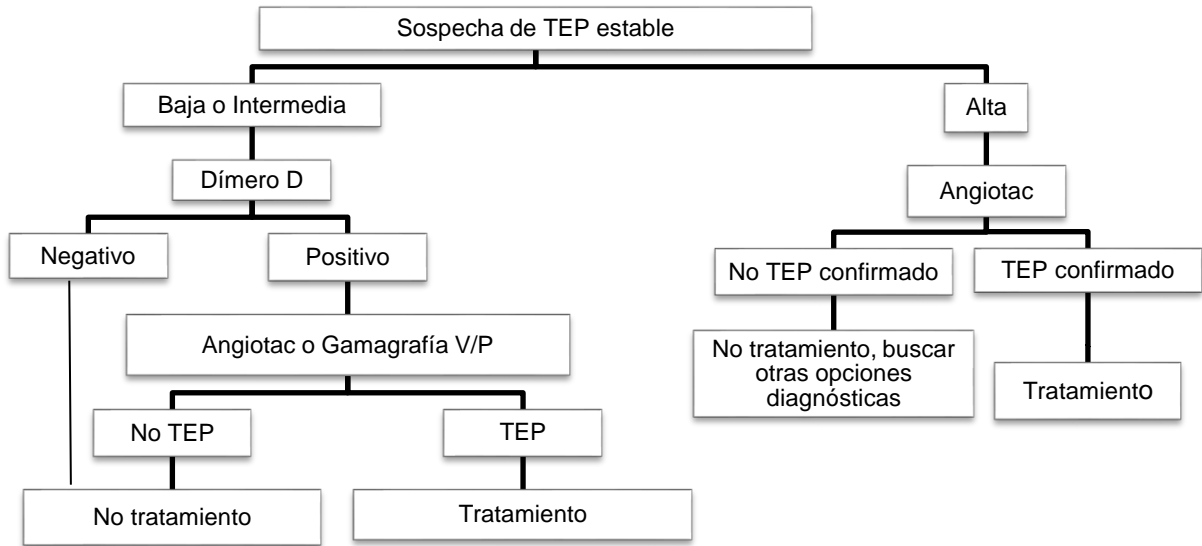 Sospecha de TEP estable
Baja o Intermedia
Alta
Dímero D
Angiotac
Negativo
Positivo
No TEP confirmado
TEP confirmado
Angiotac o Gamagrafía V/P
No tratamiento, buscar
otras opciones
diagnósticas
Tratamiento
No TEP
TEP
No tratamiento
Tratamiento